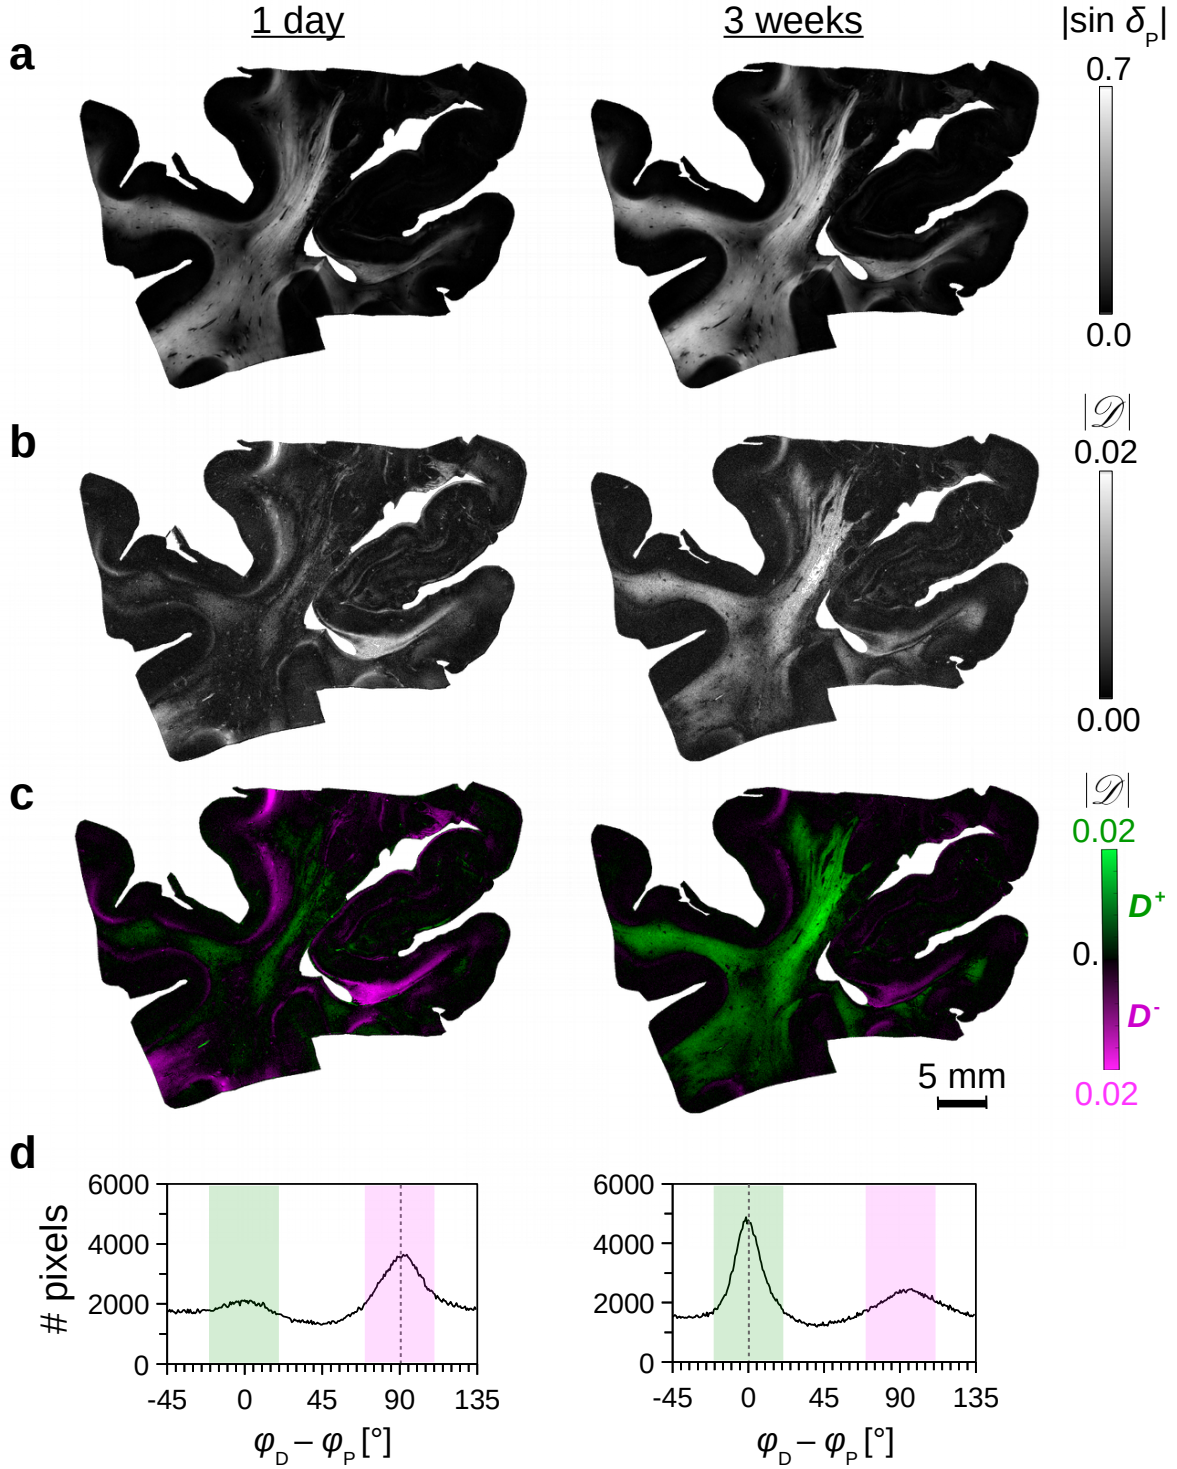 1 day 3 weeks |sin δP|
a
0.7
0.0
b
|𝒟|
0.02
0.00
c
|𝒟|
0.02
D+
0.
D-
5 mm
0.02
d
# pixels
6000 6000
4000 4000
2000 2000
0 0
-45 0 45 90 135 -45 0 45 90 135
φD – φP [°] φD – φP [°]